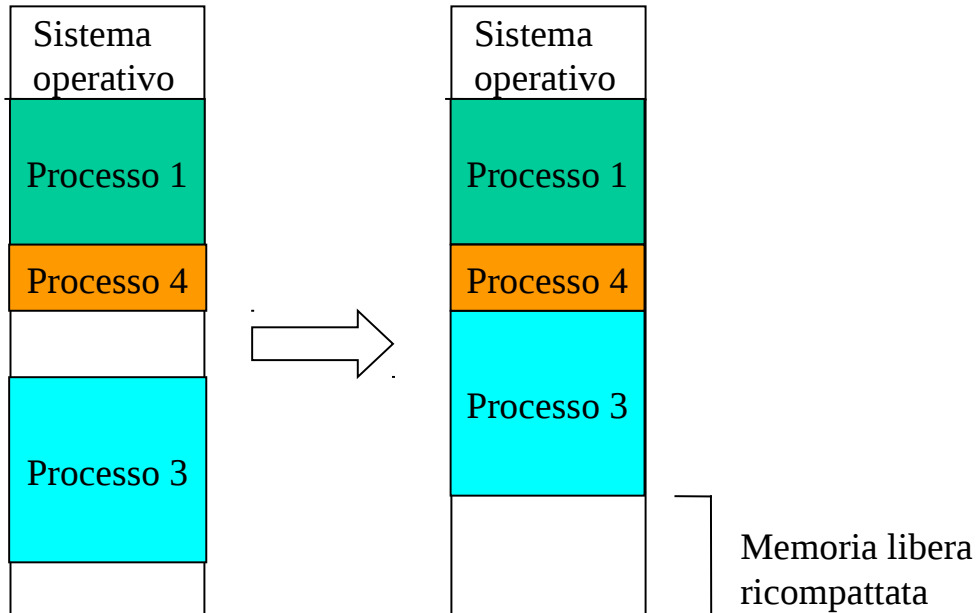 Sistema
operativo
Processo 1
Processo 4
Processo 3
Sistema
operativo
Processo 1
Processo 4
Processo 3
Memoria libera
ricompattata